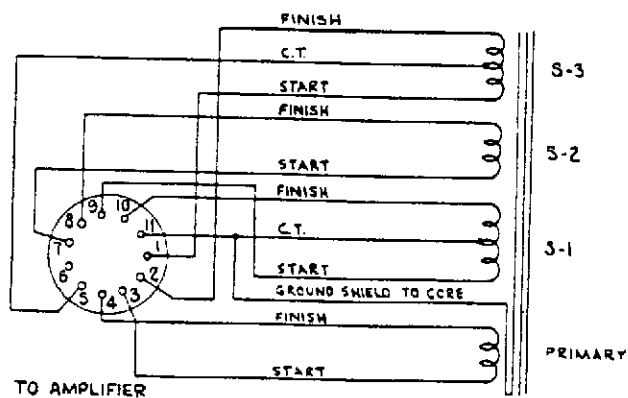 FINISH
C.T.
START
S-3
FINISH
START
S-2
FINISH
C.T.
START
S-1
GROUND SHIELD TO CORE
FINISH
START
PRIMARY
1
2
3
4
5
6
7
8
9
10
11
TO AMPLIFIER